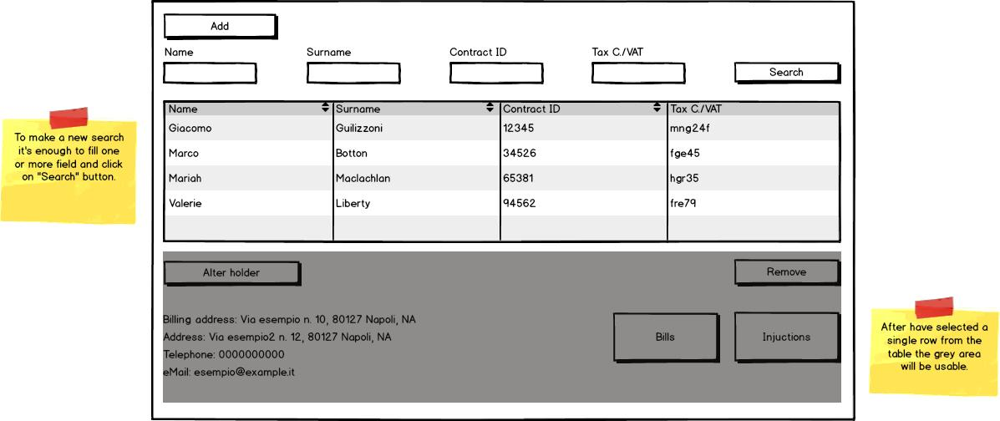 Add
Name Surname Contract ID Tax C./VAT
Search
Name Surname Contract ID Tax C./VAT
Giacomo Guilizzoni 12345 mng24f
Marco Botton 34526 fge45
Mariah Maclachlan 65381 hgr35
Valerie Liberty 94562 fre79
To make a new search
it's enough to fill one
or more field and click
on "Search" button.
Alter holder Remove
Billing address: Via esempio n. 10, 80127 Napoli, NA
Address: Via esempio2 n. 12, 80127 Napoli, NA
Telephone: 0000000000
eMail: esempio@example.it
Bills Injuctions
After have selected a
single row from the
table the grey area
will be usable.